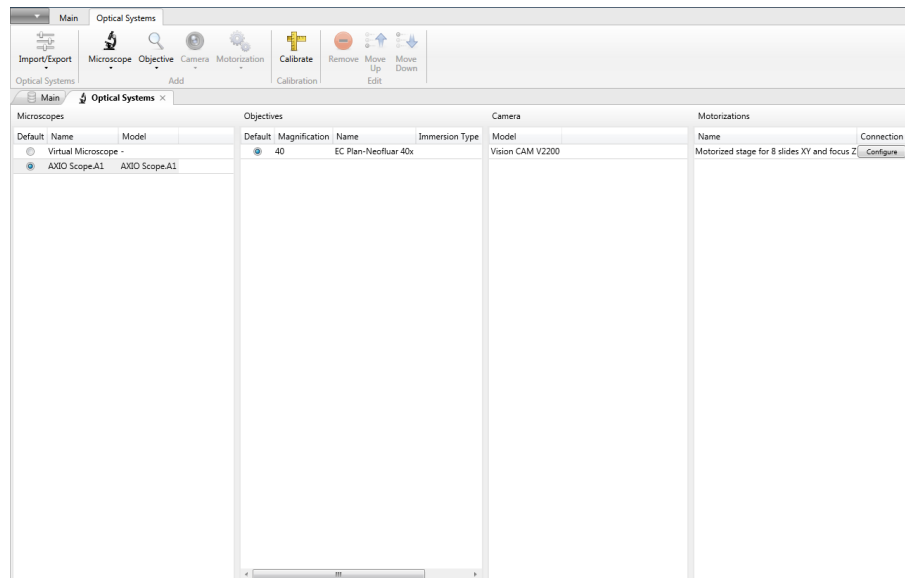 Main Optical Systems
Import/Export Microscope Objective Camera Motorization Calibrate Remove Move Up Move Down
Optical Systems Add Calibration Edit
Main Optical Systems ×
Microscopes Objectives Camera Motorizations
Default Name Model Default Magnification Name Immersion Type Model Name Connection
Virtual Microscope - 40 EC Plan-Neofluar 40x Vision CAM V2200 Motorized stage for 8 slides XY and focus Z Configure
AXIO Scope.A1 AXIO Scope.A1